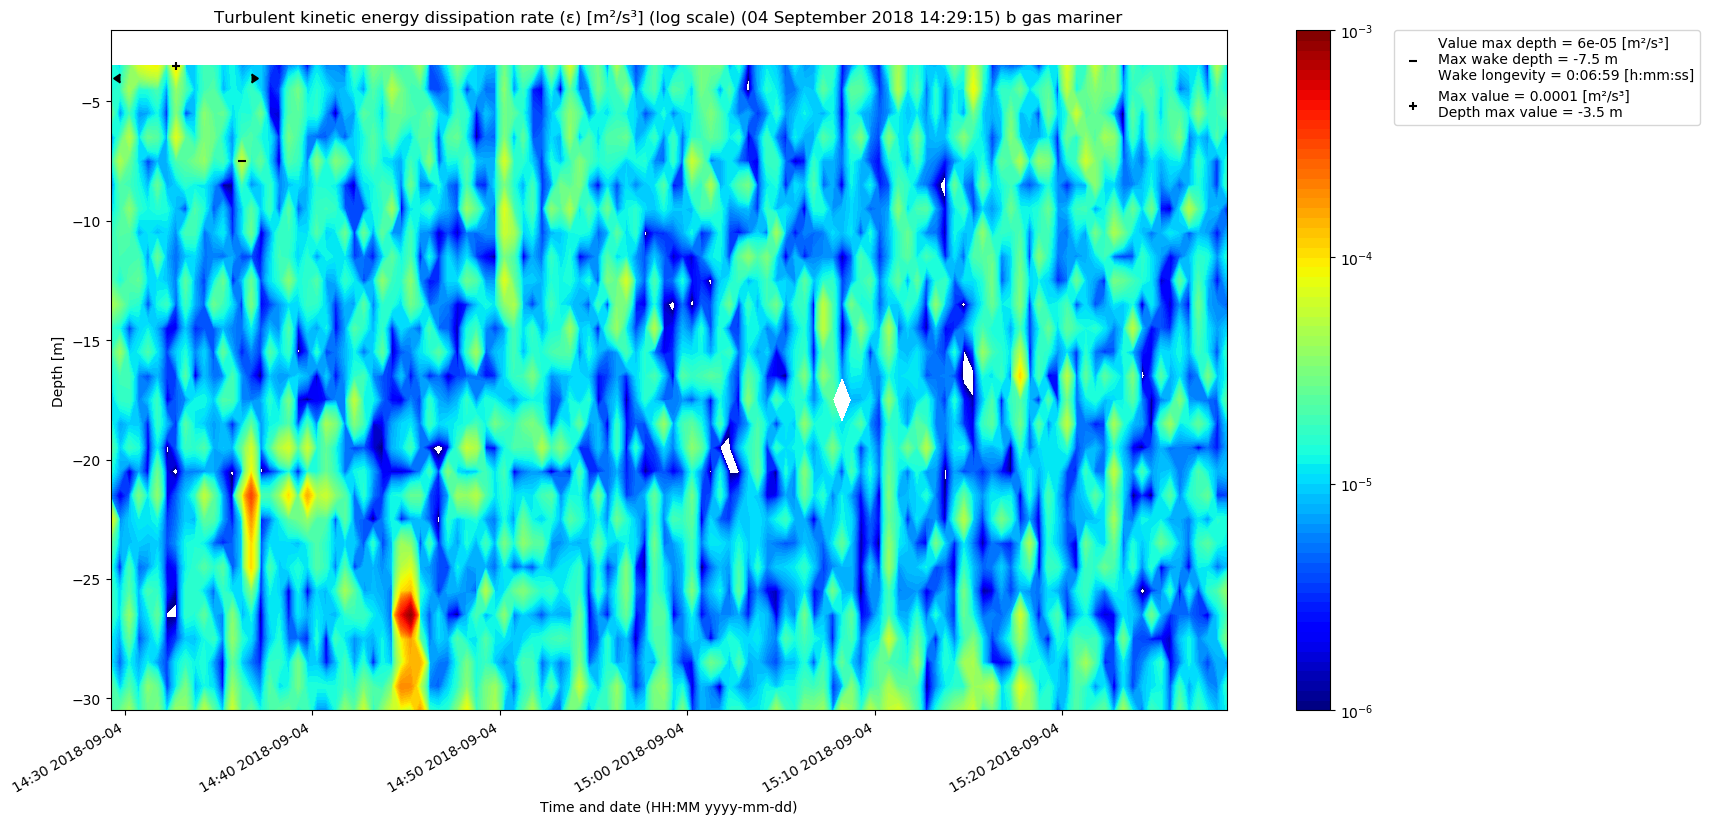 Turbulent kinetic energy dissipation rate (ε) [m²/s³] (log scale) (04 September 2018 14:29:15) b gas mariner
Depth [m]
−5
−10
−15
−20
−25
−30
14:30 2018-09-04
14:40 2018-09-04
14:50 2018-09-04
15:00 2018-09-04
15:10 2018-09-04
15:20 2018-09-04
Time and date (HH:MM yyyy-mm-dd)
10⁻³
10⁻⁴
10⁻⁵
10⁻⁶
Value max depth = 6e-05 [m²/s³]
Max wake depth = -7.5 m
Wake longevity = 0:06:59 [h:mm:ss]
Max value = 0.0001 [m²/s³]
Depth max value = -3.5 m